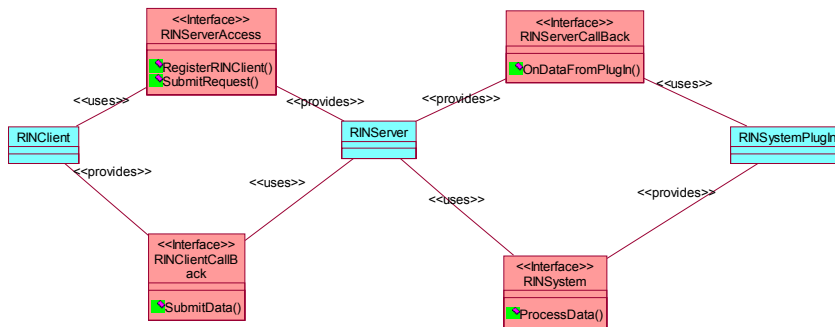 <<Interface>>
RINServerAccess
RegisterRINClient()
SubmitRequest()
<<Interface>>
RINServerCallBack
OnDataFromPlugIn()
<<uses>>
<<provides>>
<<provides>>
<<uses>>
RINClient
RINServer
RINSystemPlugIn
<<provides>>
<<uses>>
<<uses>>
<<provides>>
<<Interface>>
RINClientCallB
ack
SubmitData()
<<Interface>>
RINSystem
ProcessData()